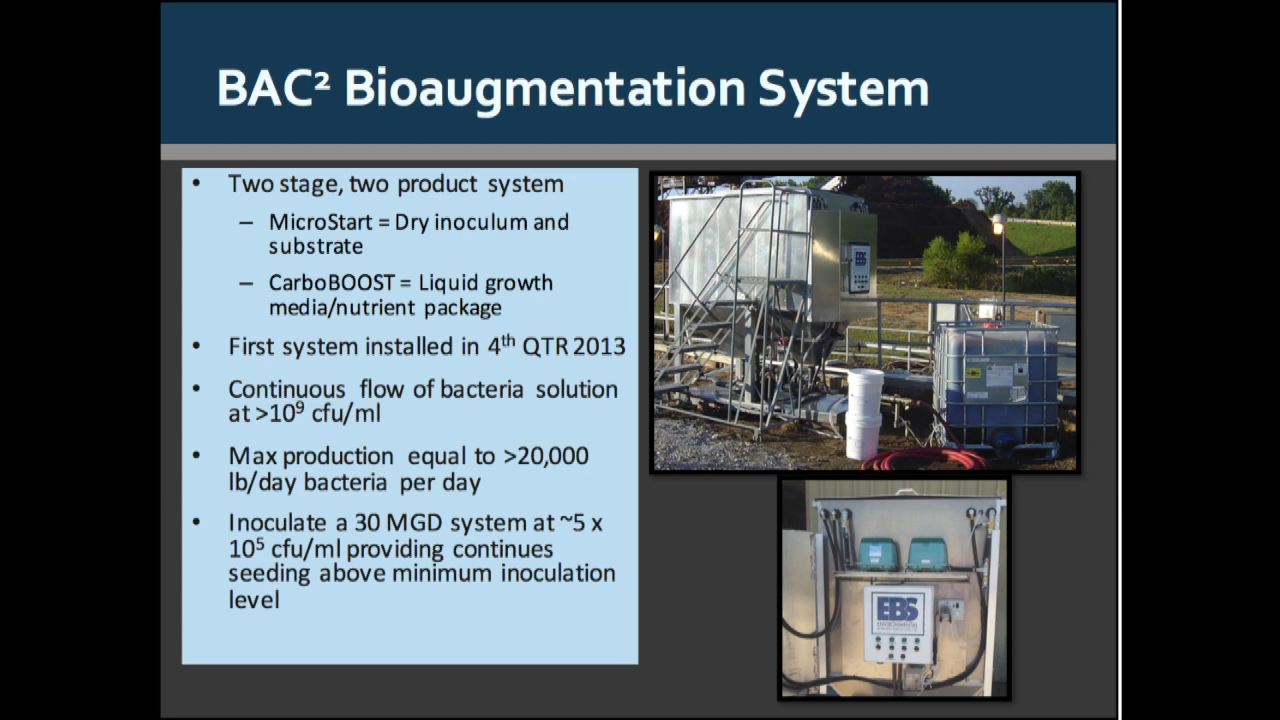 BAC² Bioaugmentation System
• Two stage, two product system
– MicroStart = Dry inoculum and
substrate
– CarboBOOST = Liquid growth
media/nutrient package
• First system installed in 4th QTR 2013
• Continuous flow of bacteria solution
at >10⁹ cfu/ml
• Max production equal to >20,000
lb/day bacteria per day
• Inoculate a 30 MGD system at ~5 x
10⁵ cfu/ml providing continues
seeding above minimum inoculation
level
EBS
EBS
ENVIRONMENTAL